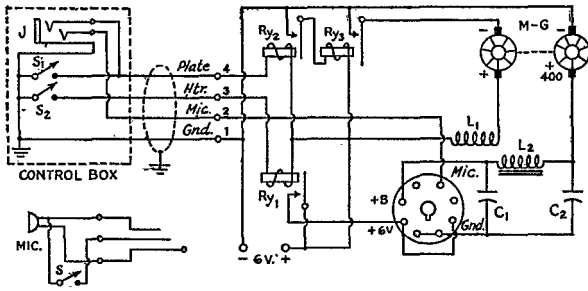 J
S1
S2
CONTROL BOX
Plate 4
Htr. 3
Mic. 2
Gnd. 1
Ry2
Ry3
Ry1
M-G
-
-
+
+
400
L1
L2
Mic.
+B
+6V
Gnd.
C1
C2
- 6V. +
MIC.
S